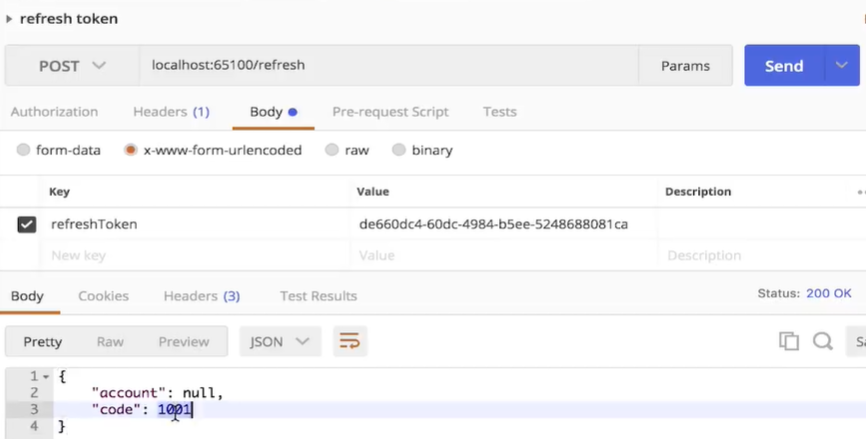 refresh token
POST localhost:65100/refresh Params Send
Authorization Headers (1) Body Pre-request Script Tests
form-data x-www-form-urlencoded raw binary
Key Value Description
refreshToken de660dc4-60dc-4984-b5ee-5248688081ca
New key Value Description
Body Cookies Headers (3) Test Results Status: 200 OK
Pretty Raw Preview JSON
1 {
2 "account": null,
3 "code": 1001
4 }